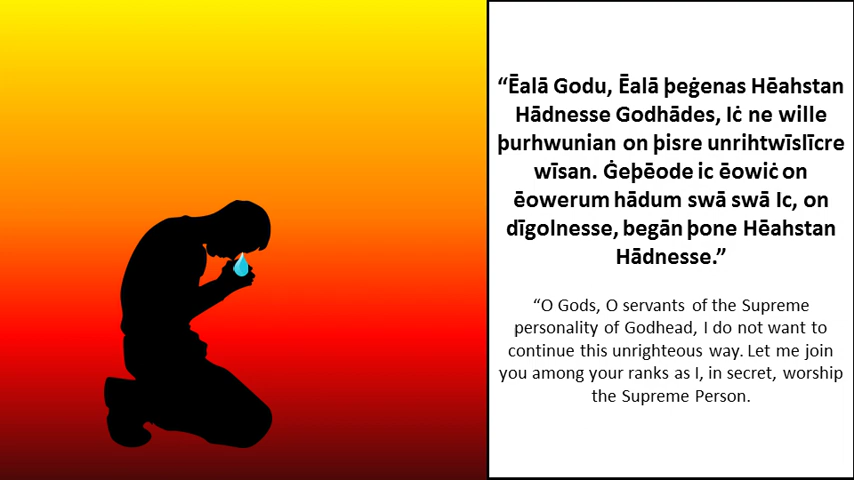 “Ēalā Godu, Ēalā þeġenas Hēahstan
Hādnesse Godhādes, Iċ ne wille
þurhwunian on þisre unrihtwīslīcre
wīsan. Ġeþēode ic ēowiċ on
ēowerum hādum swā swā Ic, on
dīgolnesse, begān þone Hēahstan
Hādnesse.”
“O Gods, O servants of the Supreme
personality of Godhead, I do not want to
continue this unrighteous way. Let me join
you among your ranks as I, in secret, worship
the Supreme Person.